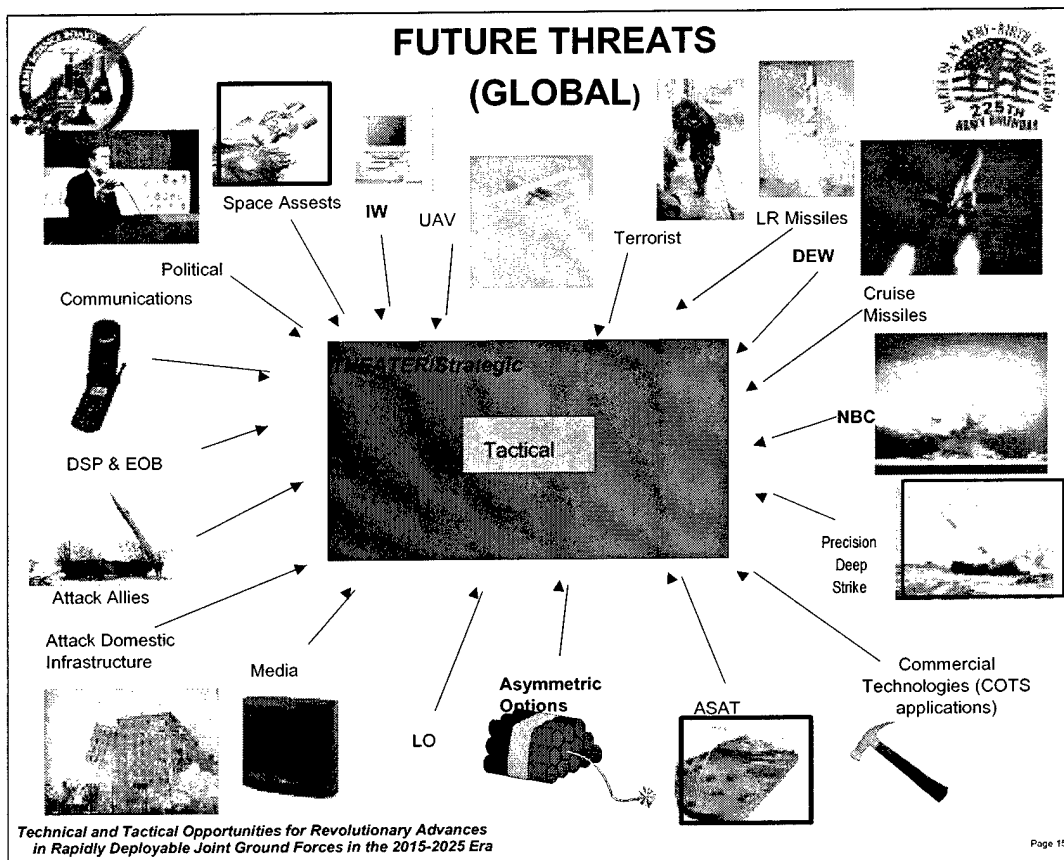 FUTURE THREATS
(GLOBAL)
225TH
Space Assests
IW
UAV
Terrorist
LR Missiles
DEW
Cruise
Missiles
Political
Communications
THEATER/Strategic
Tactical
NBC
DSP & EOB
Precision
Deep
Strike
Attack Allies
Attack Domestic
Infrastructure
Media
LO
Asymmetric
Options
ASAT
Commercial
Technologies (COTS
applications)
Technical and Tactical Opportunities for Revolutionary Advances
in Rapidly Deployable Joint Ground Forces in the 2015-2025 Era